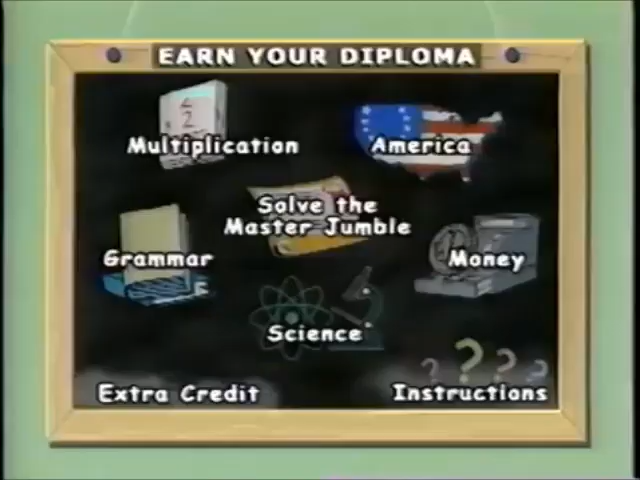 EARN YOUR DIPLOMA
Multiplication
America
Solve the
Master Jumble
Grammar
Money
Science
Extra Credit
Instructions